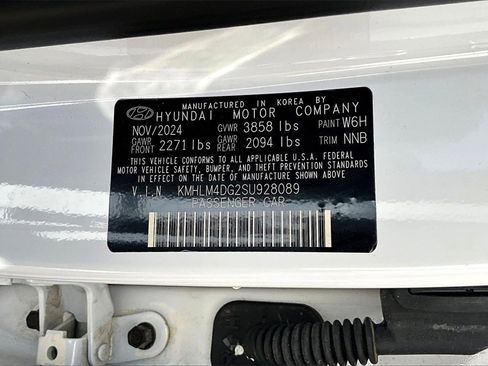 MANUFACTURED IN KOREA BY
HYUNDAI MOTOR COMPANY
NOV/2024 GVWR 3858 lbs PAINT W6H
GAWR FRONT 2271 lbs GAWR REAR 2094 lbs TRIM NNB
THIS VEHICLE CONFORMS TO ALL APPLICABLE U.S.A. FEDERAL
MOTOR VEHICLE SAFETY, BUMPER, AND THEFT PREVENTION
STANDARDS IN EFFECT ON THE DATE OF MANUFACTURE SHOWN ABOVE.
V.I.N. KMHLM4DG2SU928089
PASSENGER CAR